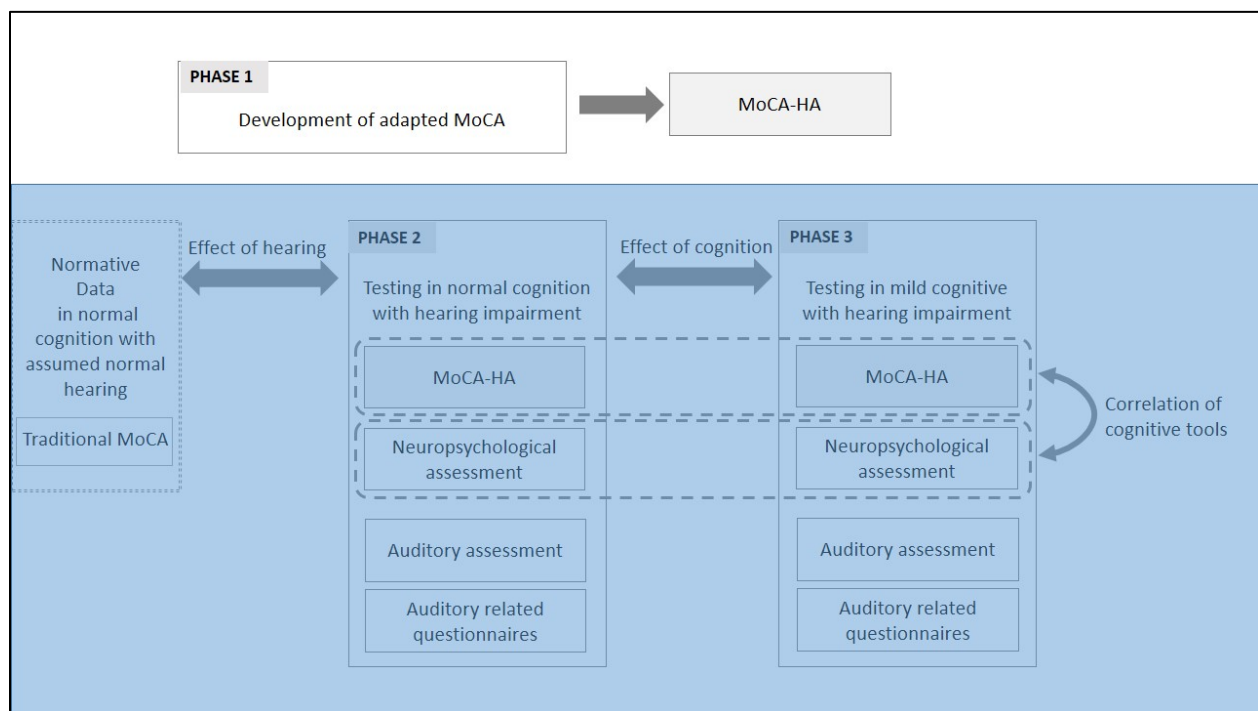 PHASE 1
Development of adapted MoCA
MoCA-HA
Normative
Data
in normal
cognition with
assumed normal
hearing
Traditional MoCA
Effect of hearing
PHASE 2
Testing in normal cognition
with hearing impairment
MoCA-HA
Neuropsychological
assessment
Auditory assessment
Auditory related
questionnaires
Effect of cognition
PHASE 3
Testing in mild cognitive
with hearing impairment
MoCA-HA
Neuropsychological
assessment
Auditory assessment
Auditory related
questionnaires
Correlation of
cognitive tools